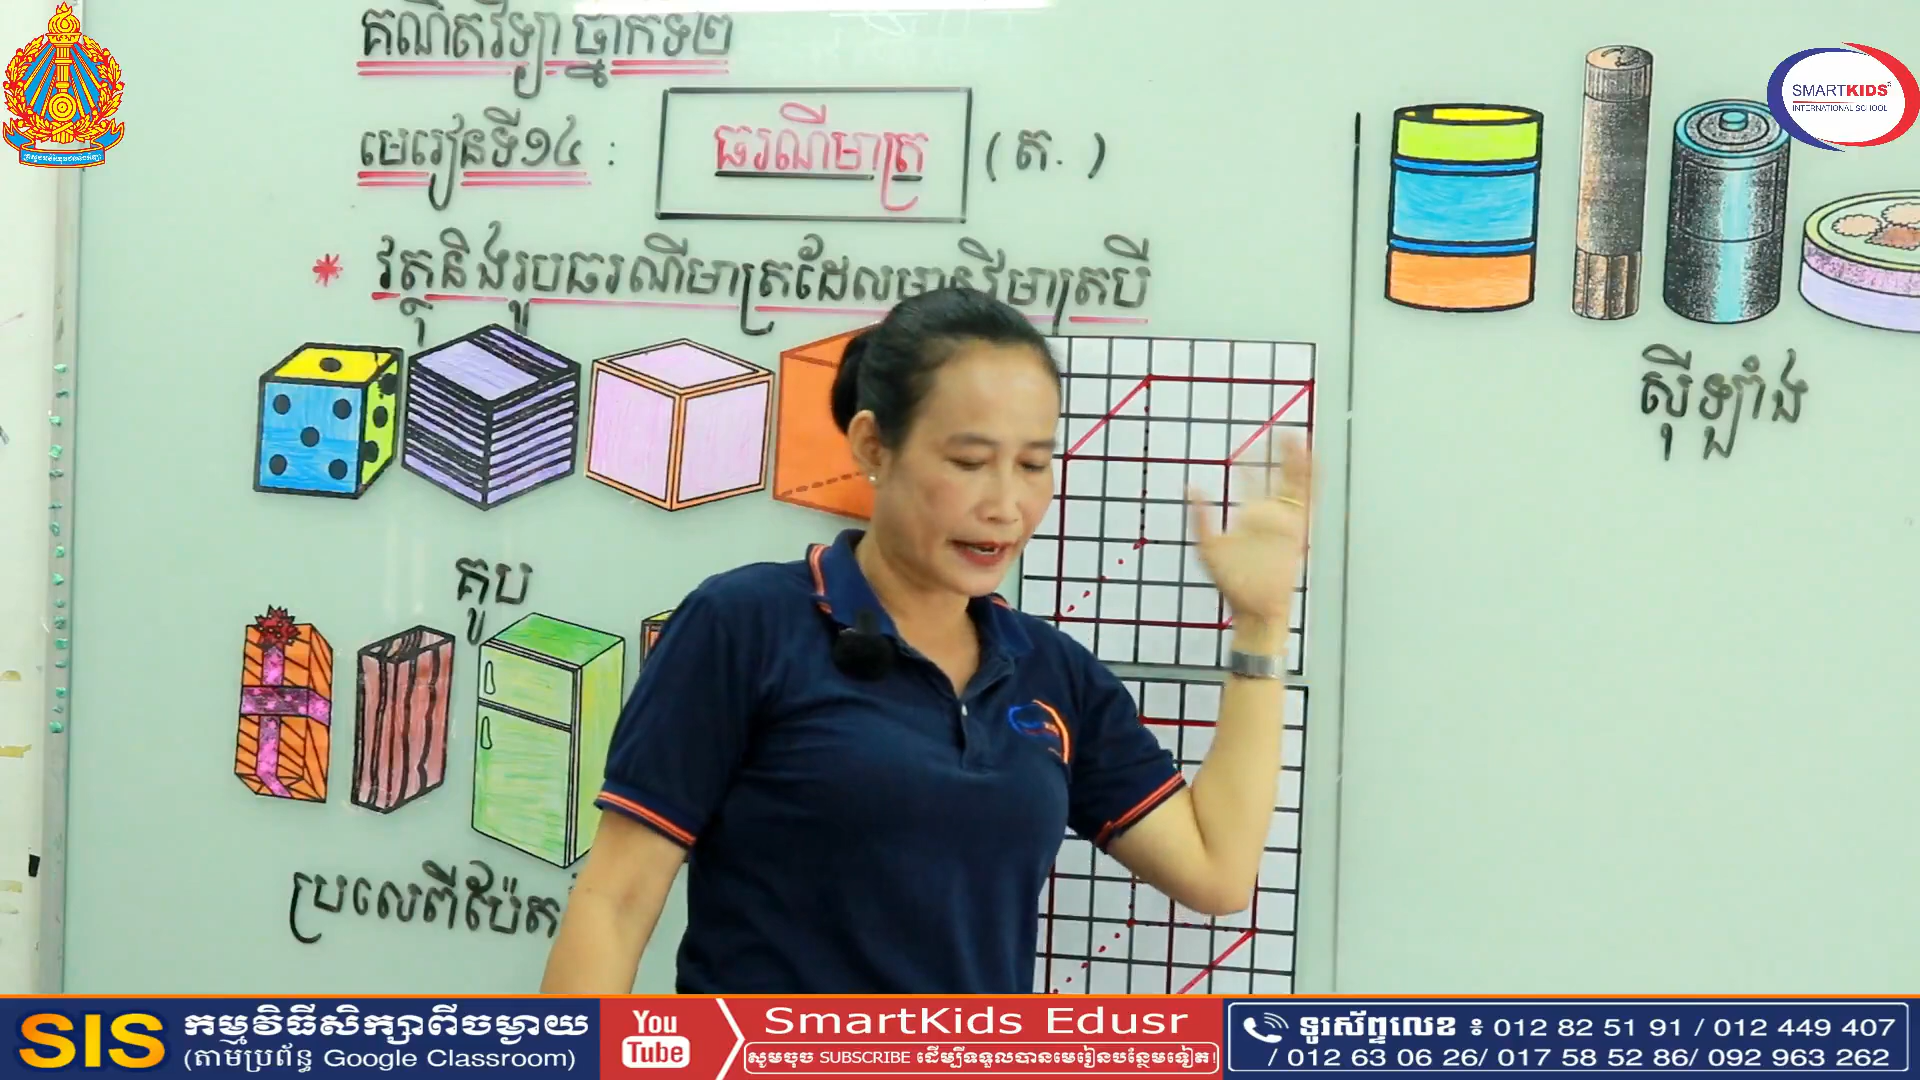 គណិតវិទ្យា ថ្នាក់ទី២
មេរៀនទី១៤ :
ធរណីមាត្រ
(ត.)
* វត្ថុនិងរូបធរណីមាត្រដែលមានវិមាត្របី
គូប
ប្រលេពីប៉ែត
ស៊ីឡាំង
SMARTKIDS
INTERNATIONAL SCHOOL
SIS
កម្មវិធីសិក្សាពីចម្ងាយ
(តាមប្រព័ន្ធ Google Classroom)
You
Tube
SmartKids Edusr
សូមចុច SUBSCRIBE ដើម្បីទទួលបានមេរៀនបន្ថែមទៀត!
ទូរស័ព្ទលេខ ៖ 012 82 51 91 / 012 449 407
/ 012 63 06 26/ 017 58 52 86/ 092 963 262